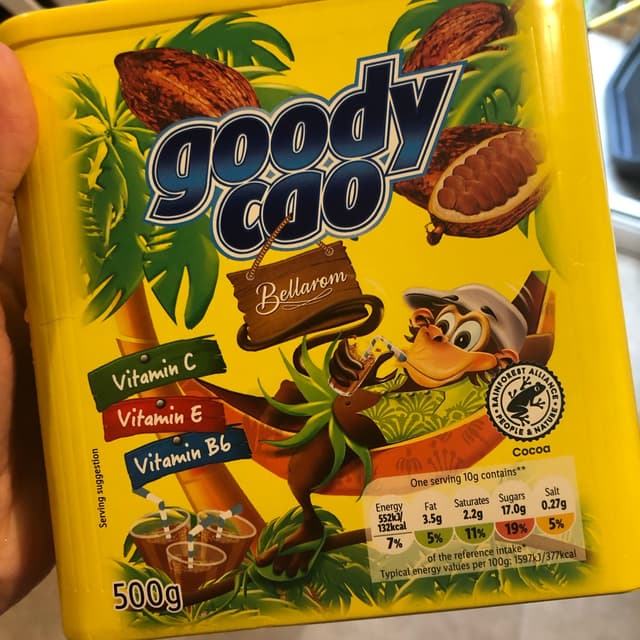 goody
cao
Bellarom
Vitamin C
Vitamin E
Vitamin B6
Serving suggestion
RAINFOREST ALLIANCE
PEOPLE & NATURE
Cocoa
One serving 10g contains**
Energy Fat Saturates Sugars Salt
552kJ/ 3.5g 2.2g 17.0g 0.27g
132kcal
7% 5% 11% 19% 5%
of the reference intake*
Typical energy values per 100g: 1597kJ/377kcal
500g